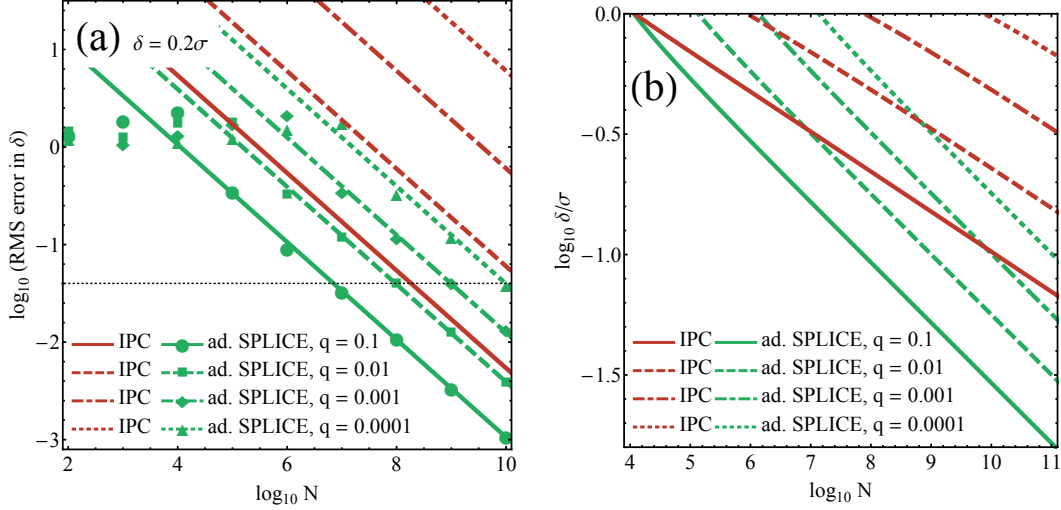 (a) δ = 0.2σ
log₁₀ (RMS error in δ)
1
0
−1
−2
−3
IPC ad. SPLICE, q = 0.1
IPC ad. SPLICE, q = 0.01
IPC ad. SPLICE, q = 0.001
IPC ad. SPLICE, q = 0.0001
2 4 6 8 10
log₁₀ N
(b)
log₁₀ δ/σ
0.0
−0.5
−1.0
−1.5
IPC ad. SPLICE, q = 0.1
IPC ad. SPLICE, q = 0.01
IPC ad. SPLICE, q = 0.001
IPC ad. SPLICE, q = 0.0001
4 5 6 7 8 9 10 11
log₁₀ N